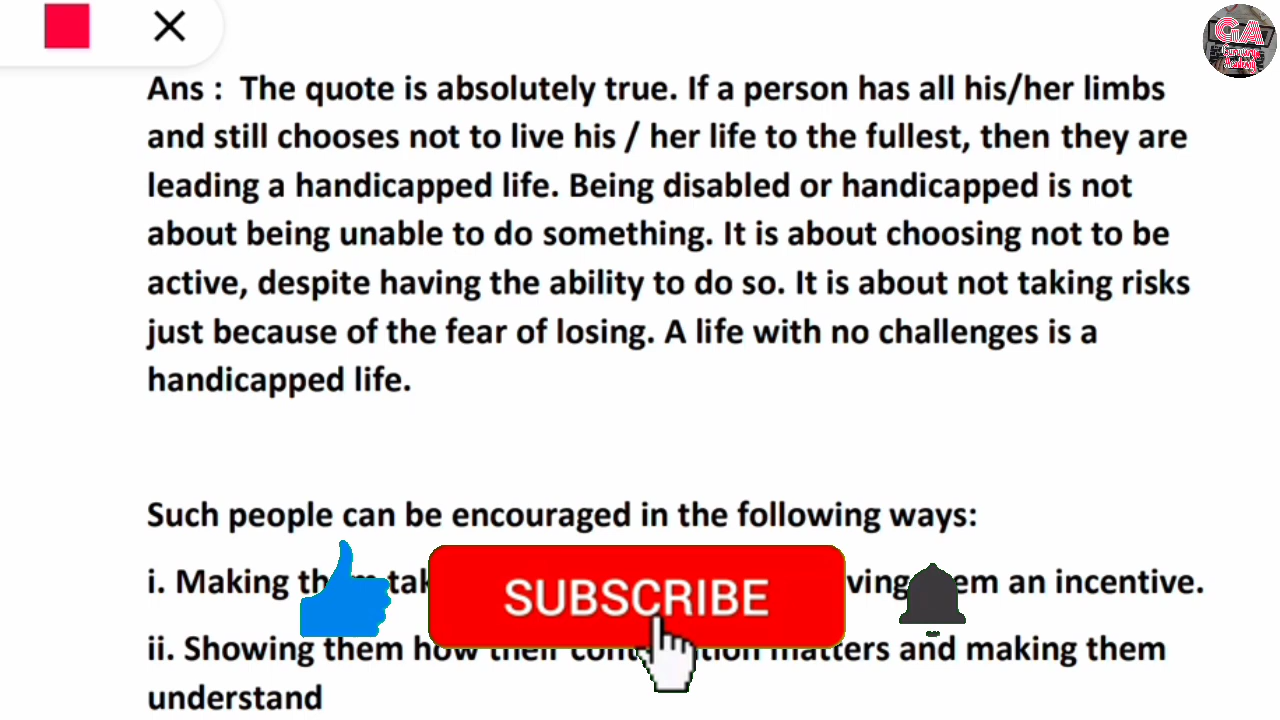 GA
Ans : The quote is absolutely true. If a person has all his/her limbs
and still chooses not to live his / her life to the fullest, then they are
leading a handicapped life. Being disabled or handicapped is not
about being unable to do something. It is about choosing not to be
active, despite having the ability to do so. It is about not taking risks
just because of the fear of losing. A life with no challenges is a
handicapped life.
Such people can be encouraged in the following ways:
i. Making them an incentive.
SUBSCRIBE
ii. Showing them how their matters and making them
understand